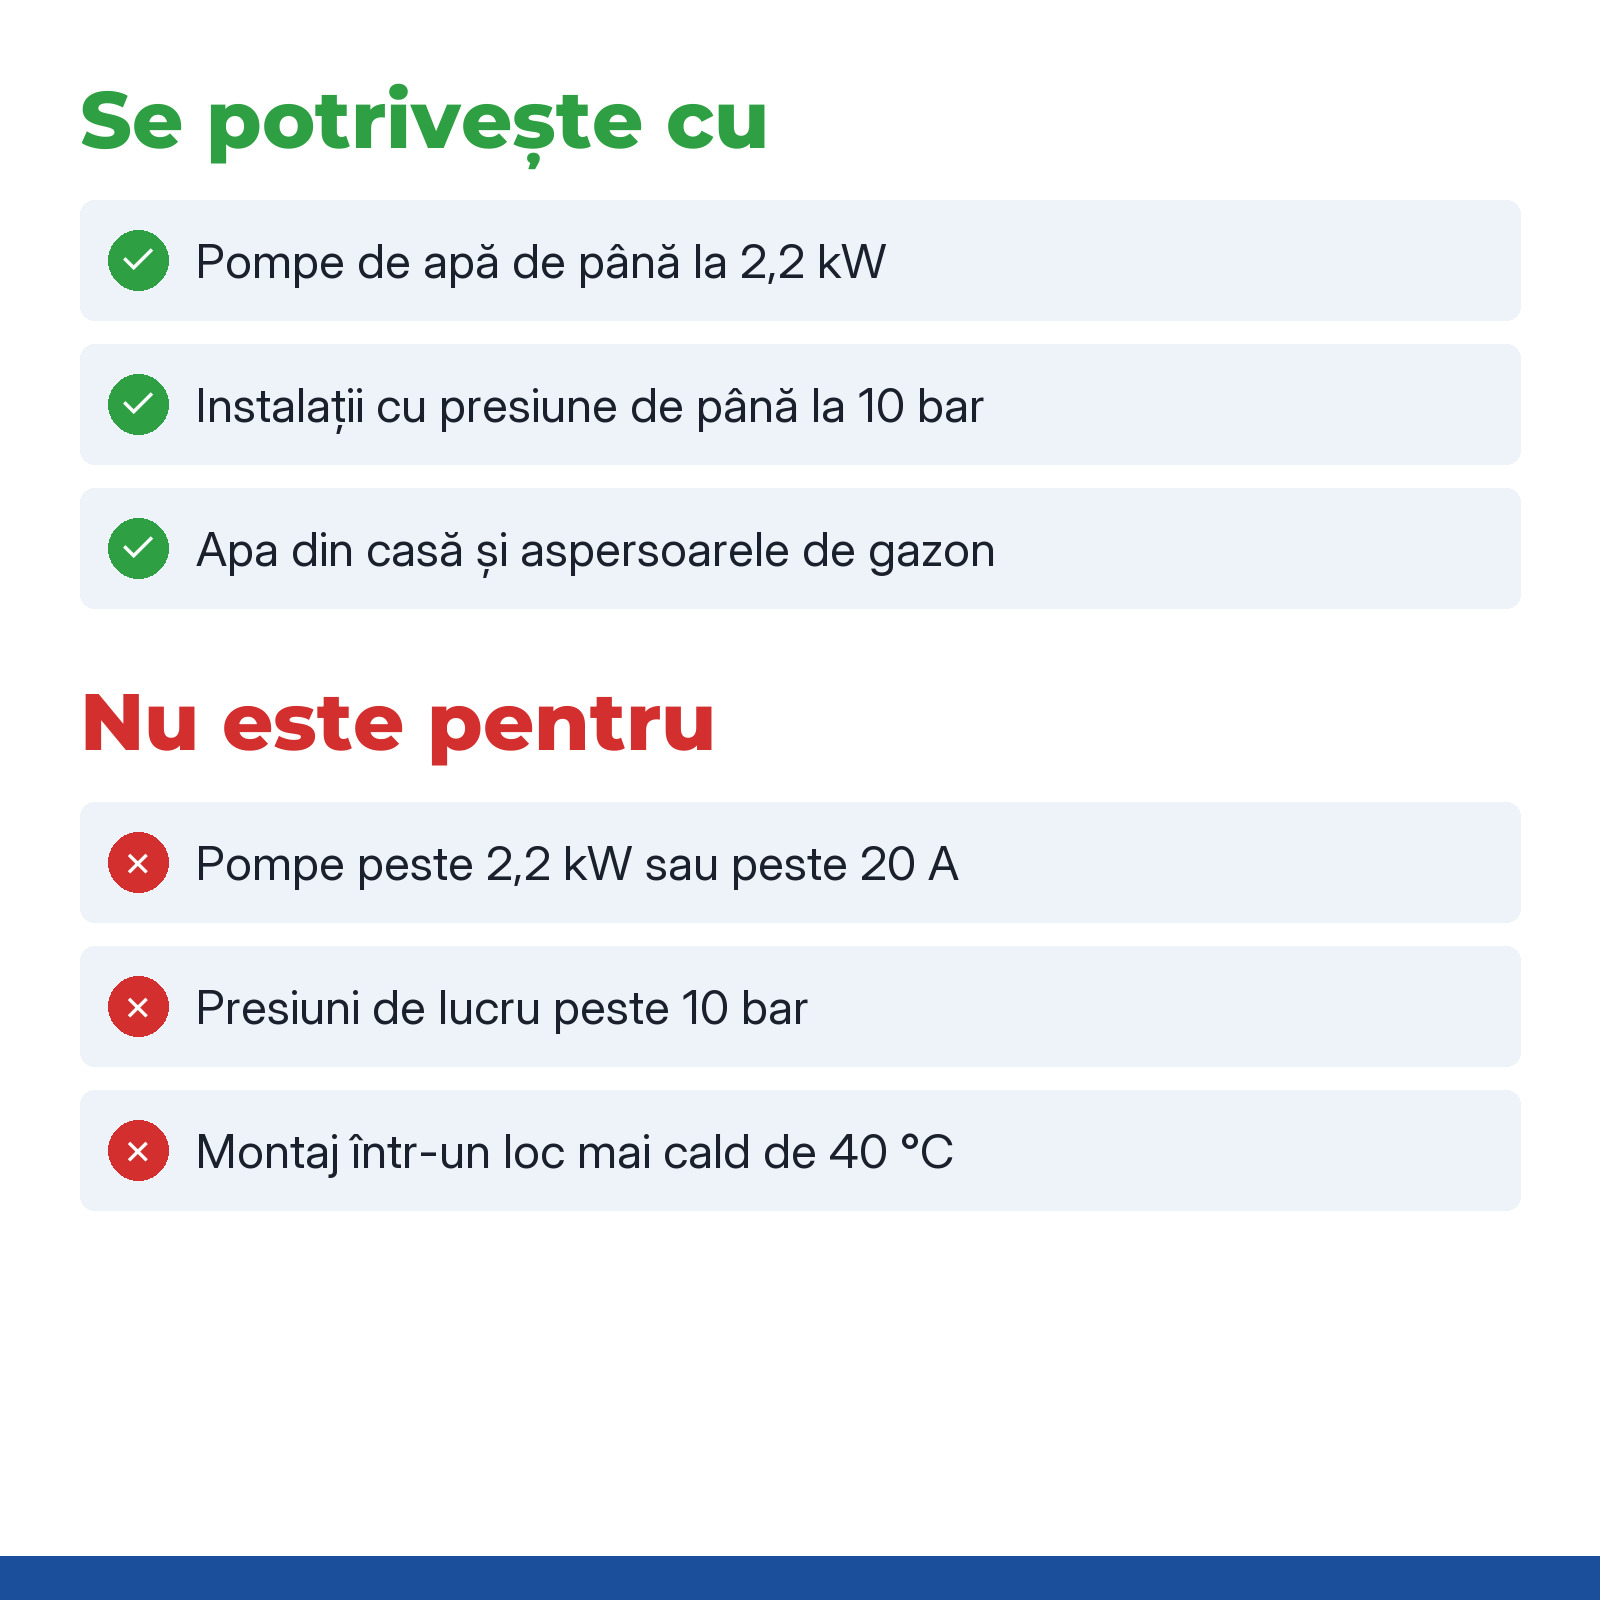 Se potrivește cu
Pompe de apă de până la 2,2 kW
Instalații cu presiune de până la 10 bar
Apa din casă și aspersoarele de gazon
Nu este pentru
Pompe peste 2,2 kW sau peste 20 A
Presiuni de lucru peste 10 bar
Montaj într-un loc mai cald de 40 °C